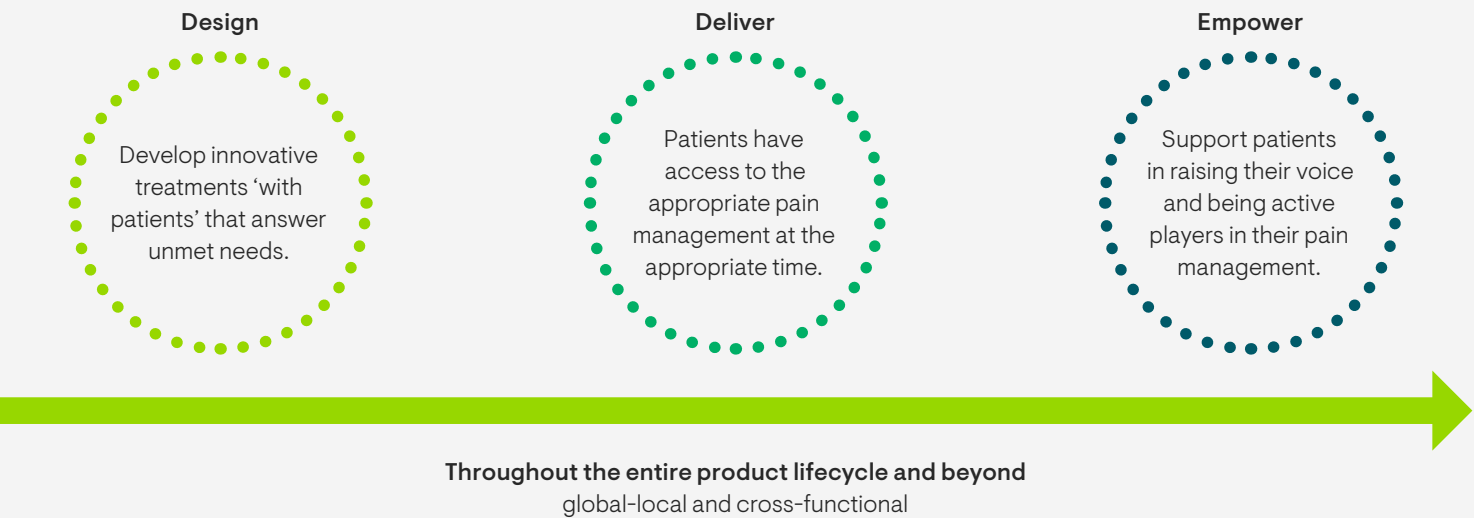 Design
Develop innovative
treatments ‘with
patients’ that answer
unmet needs.
Deliver
Patients have
access to the
appropriate pain
management at the
appropriate time.
Empower
Support patients
in raising their voice
and being active
players in their pain
management.
Throughout the entire product lifecycle and beyond
global-local and cross-functional